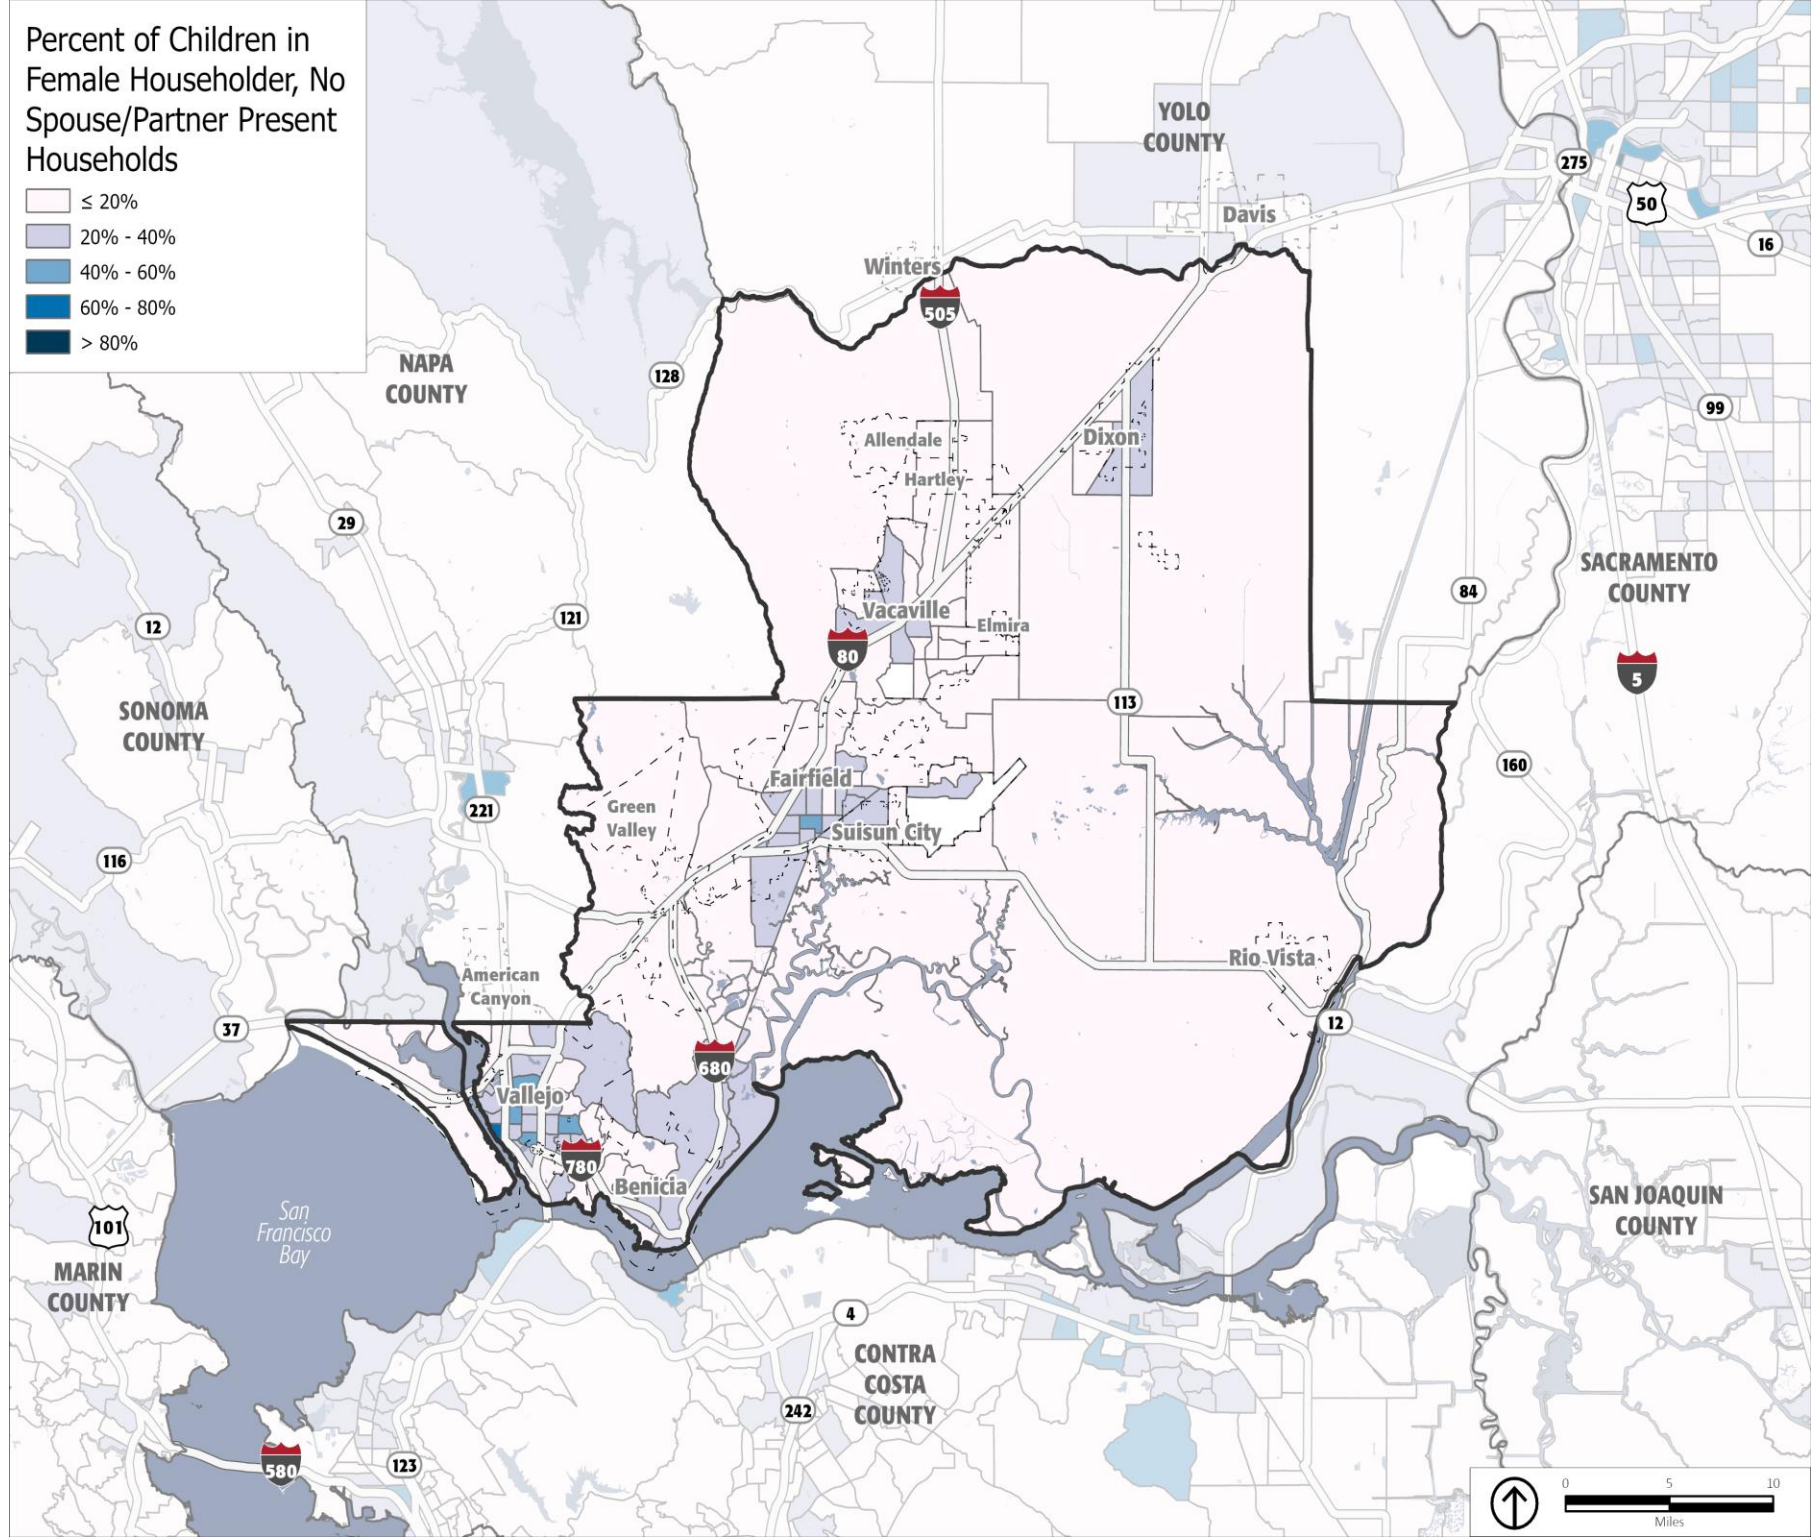 Percent of Children in
Female Householder, No
Spouse/Partner Present
Households
≤ 20%
20% - 40%
40% - 60%
60% - 80%
> 80%
YOLO
COUNTY
275
50
Davis
16
Winters
505
NAPA
COUNTY
128
99
Allendale
Dixon
Hartley
29
SACRAMENTO
COUNTY
84
121
Vacaville
12
Elmira
80
5
113
SONOMA
COUNTY
160
Fairfield
221
Green
Valley
Suisun City
116
Rio Vista
American
Canyon
37
12
680
Vallejo
780
Benicia
SAN JOAQUIN
COUNTY
San
Francisco
Bay
101
MARIN
COUNTY
4
CONTRA
COSTA
COUNTY
242
580
123
0 5 10
Miles